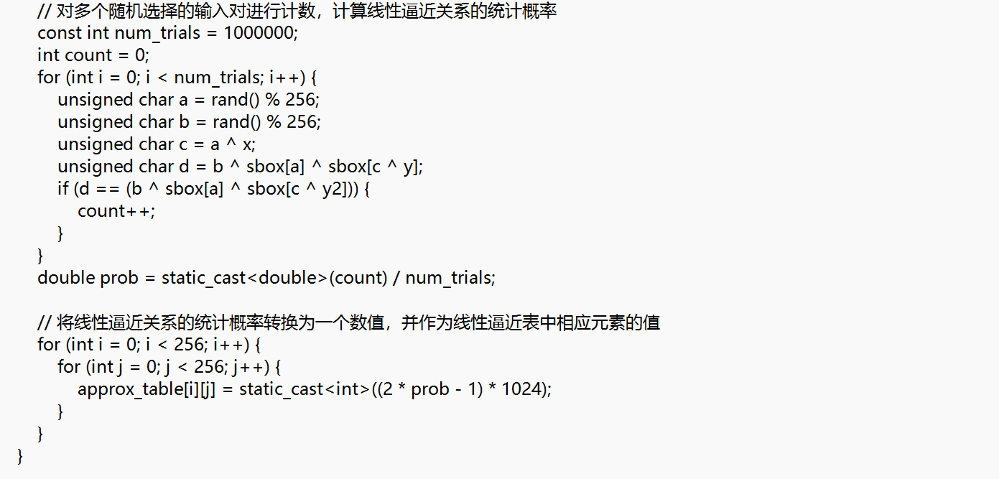 // 对多个随机选择的输入对进行计数，计算线性逼近关系的统计概率
const int num_trials = 1000000;
int count = 0;
for (int i = 0; i < num_trials; i++) {
unsigned char a = rand() % 256;
unsigned char b = rand() % 256;
unsigned char c = a ^ x;
unsigned char d = b ^ sbox[a] ^ sbox[c ^ y];
if (d == (b ^ sbox[a] ^ sbox[c ^ y2])) {
count++;
}
}
double prob = static_cast<double>(count) / num_trials;
// 将线性逼近关系的统计概率转换为一个数值，并作为线性逼近表中相应元素的值
for (int i = 0; i < 256; i++) {
for (int j = 0; j < 256; j++) {
approx_table[i][j] = static_cast<int>((2 * prob - 1) * 1024);
}
}
}